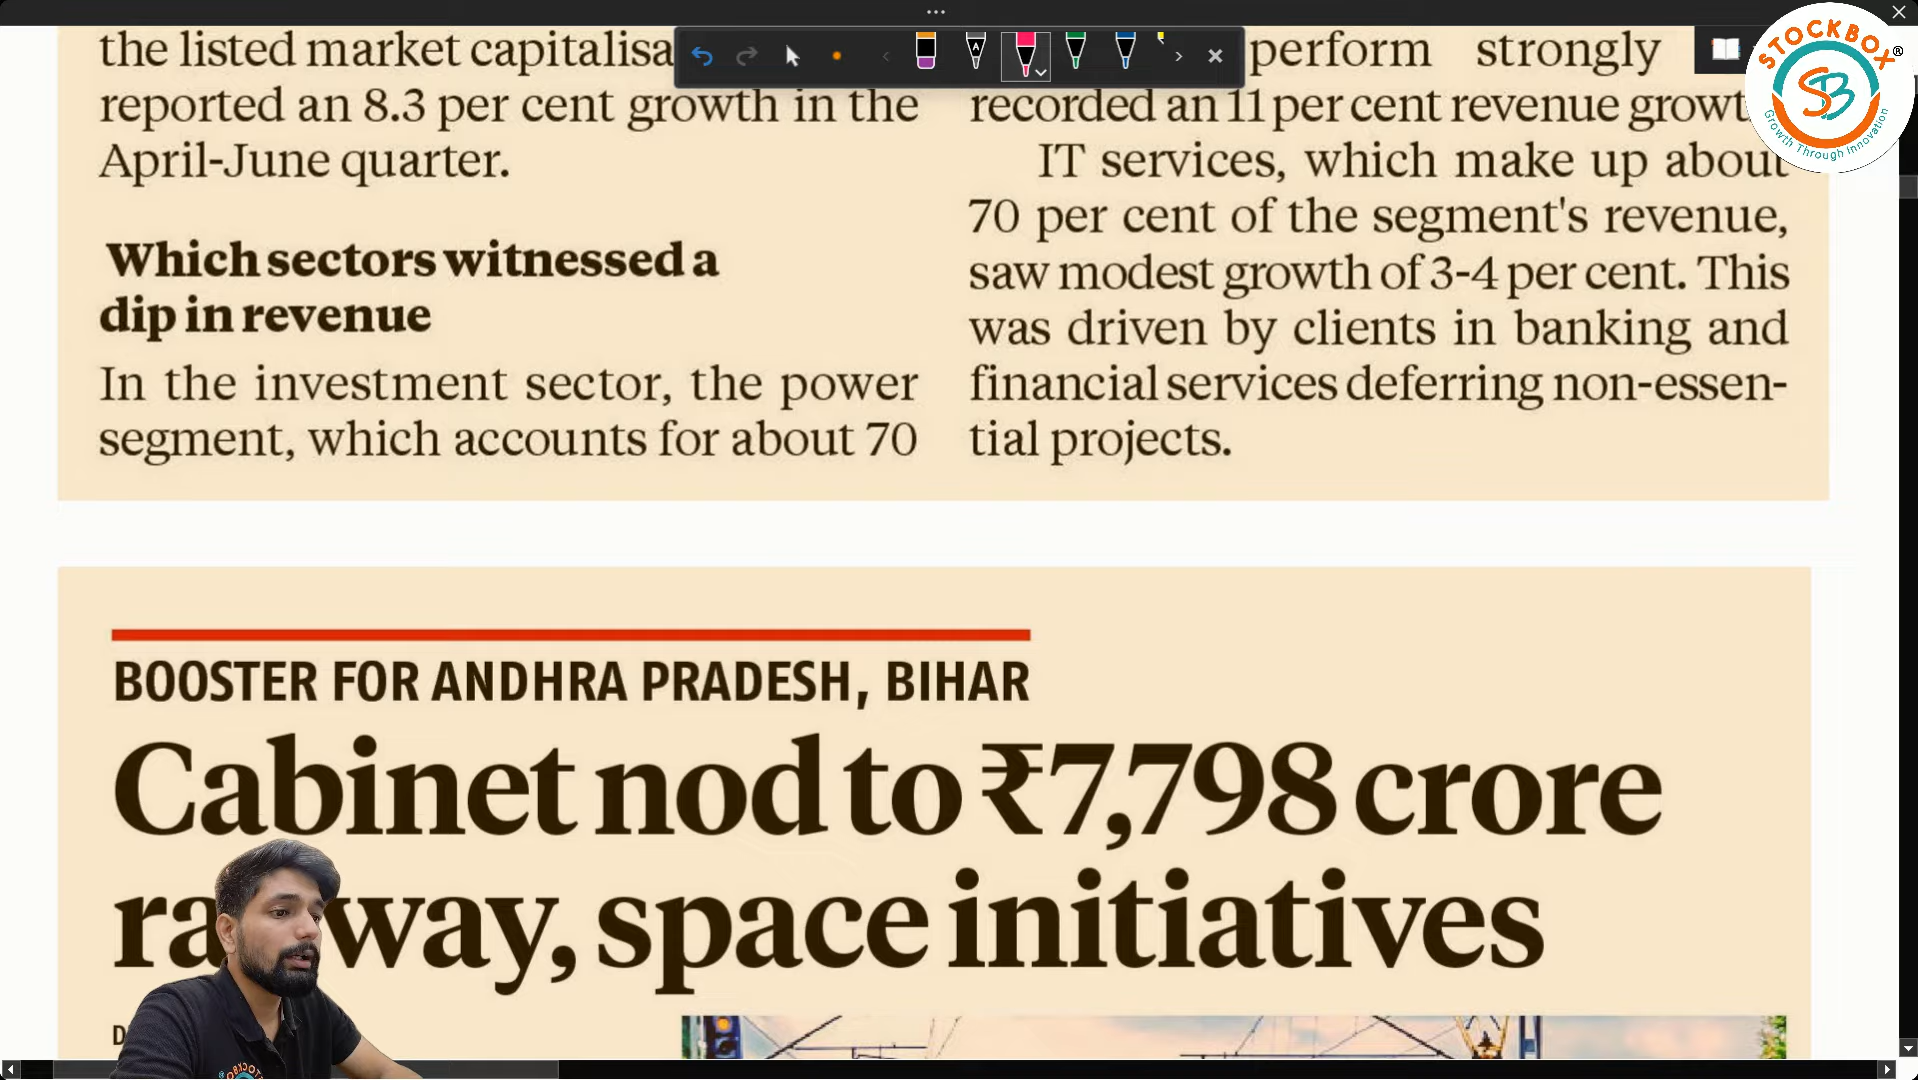 the listed market
reported an 8.3 per cent growth in the
April-June quarter.
Which sectors witnessed a
dip in revenue
In the investment sector, the power
segment, which accounts for about 70
perform strongly
recorded an 11 per cent revenue
IT services, which make up about
70 per cent of the segment's revenue,
saw modest growth of 3-4 per cent. This
was driven by clients in banking and
financial services deferring non-essen-
tial projects.
STOCKBOX®
SB
Growth Through Innovation
BOOSTER FOR ANDHRA PRADESH, BIHAR
Cabinet nod to ₹7,798 crore
space initiatives